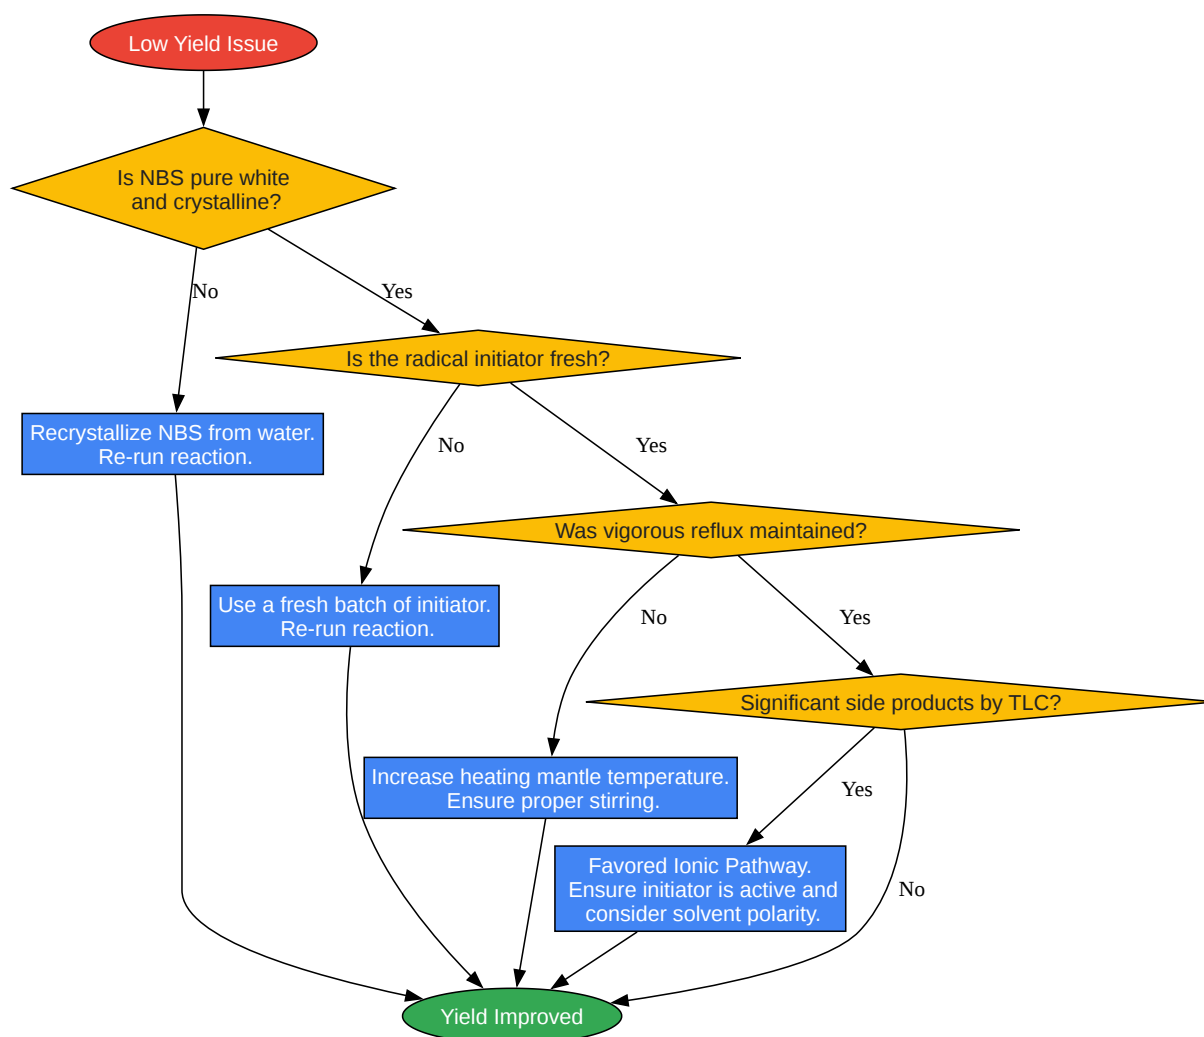 Low Yield Issue
Is NBS pure white
and crystalline?
No
Yes
Is the radical initiator fresh?
Recrystallize NBS from water.
Re-run reaction.
No
Yes
Was vigorous reflux maintained?
Use a fresh batch of initiator.
Re-run reaction.
No
Yes
Significant side products by TLC?
Increase heating mantle temperature.
Ensure proper stirring.
Yes
Favored Ionic Pathway.
Ensure initiator is active and
consider solvent polarity.
No
Yield Improved